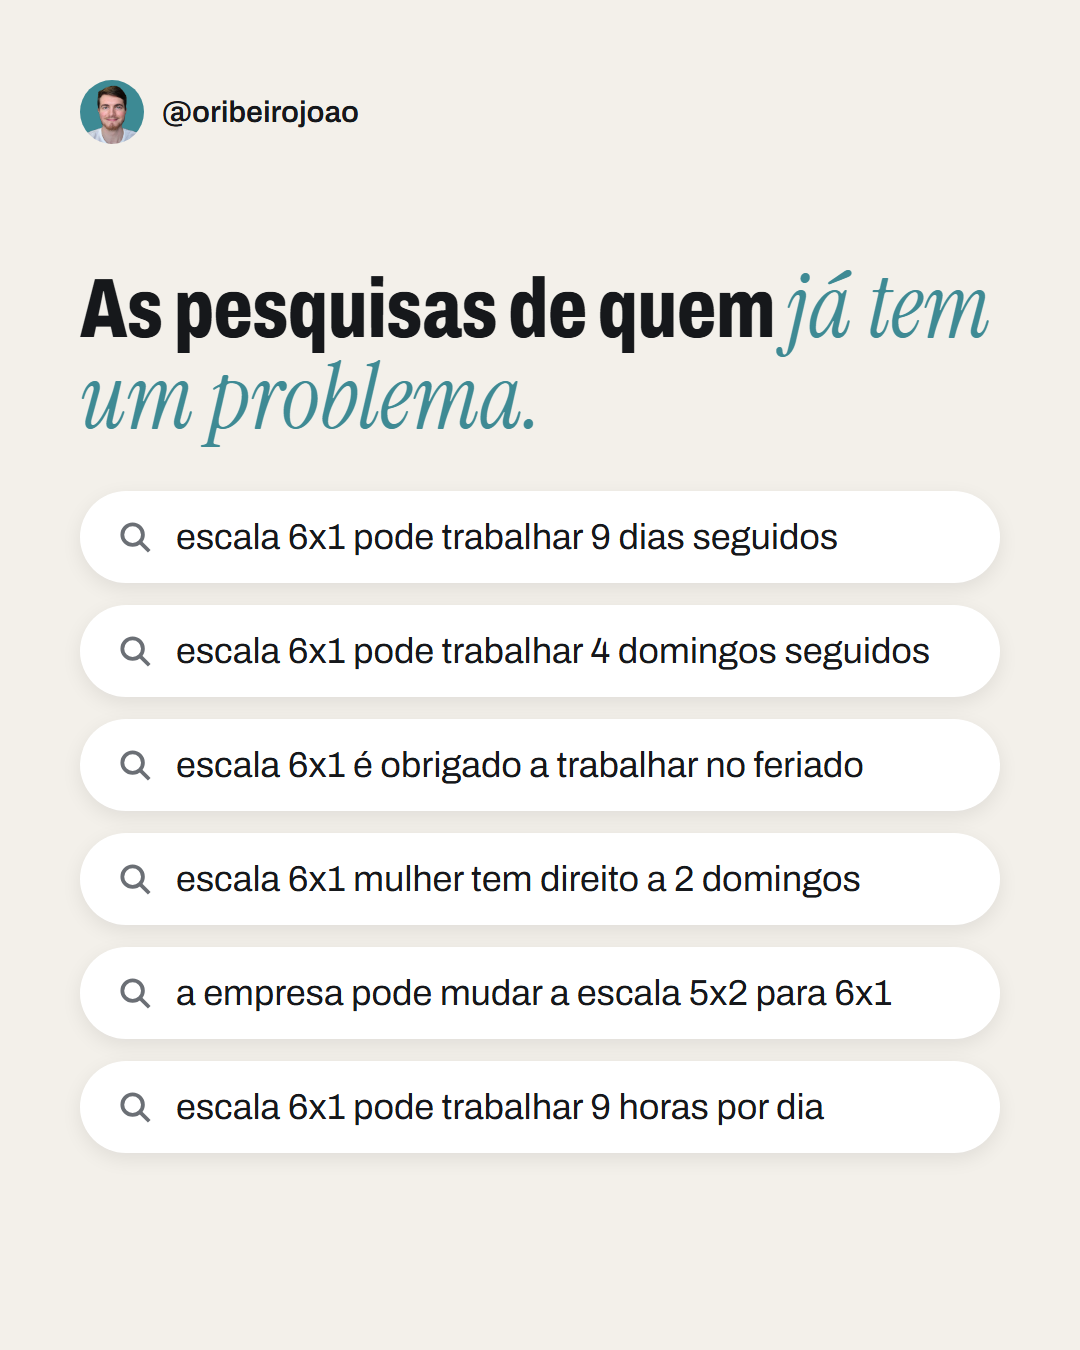 @oribeirojoao
As pesquisas de quem já tem
um problema.
escala 6x1 pode trabalhar 9 dias seguidos
escala 6x1 pode trabalhar 4 domingos seguidos
escala 6x1 é obrigado a trabalhar no feriado
escala 6x1 mulher tem direito a 2 domingos
a empresa pode mudar a escala 5x2 para 6x1
escala 6x1 pode trabalhar 9 horas por dia